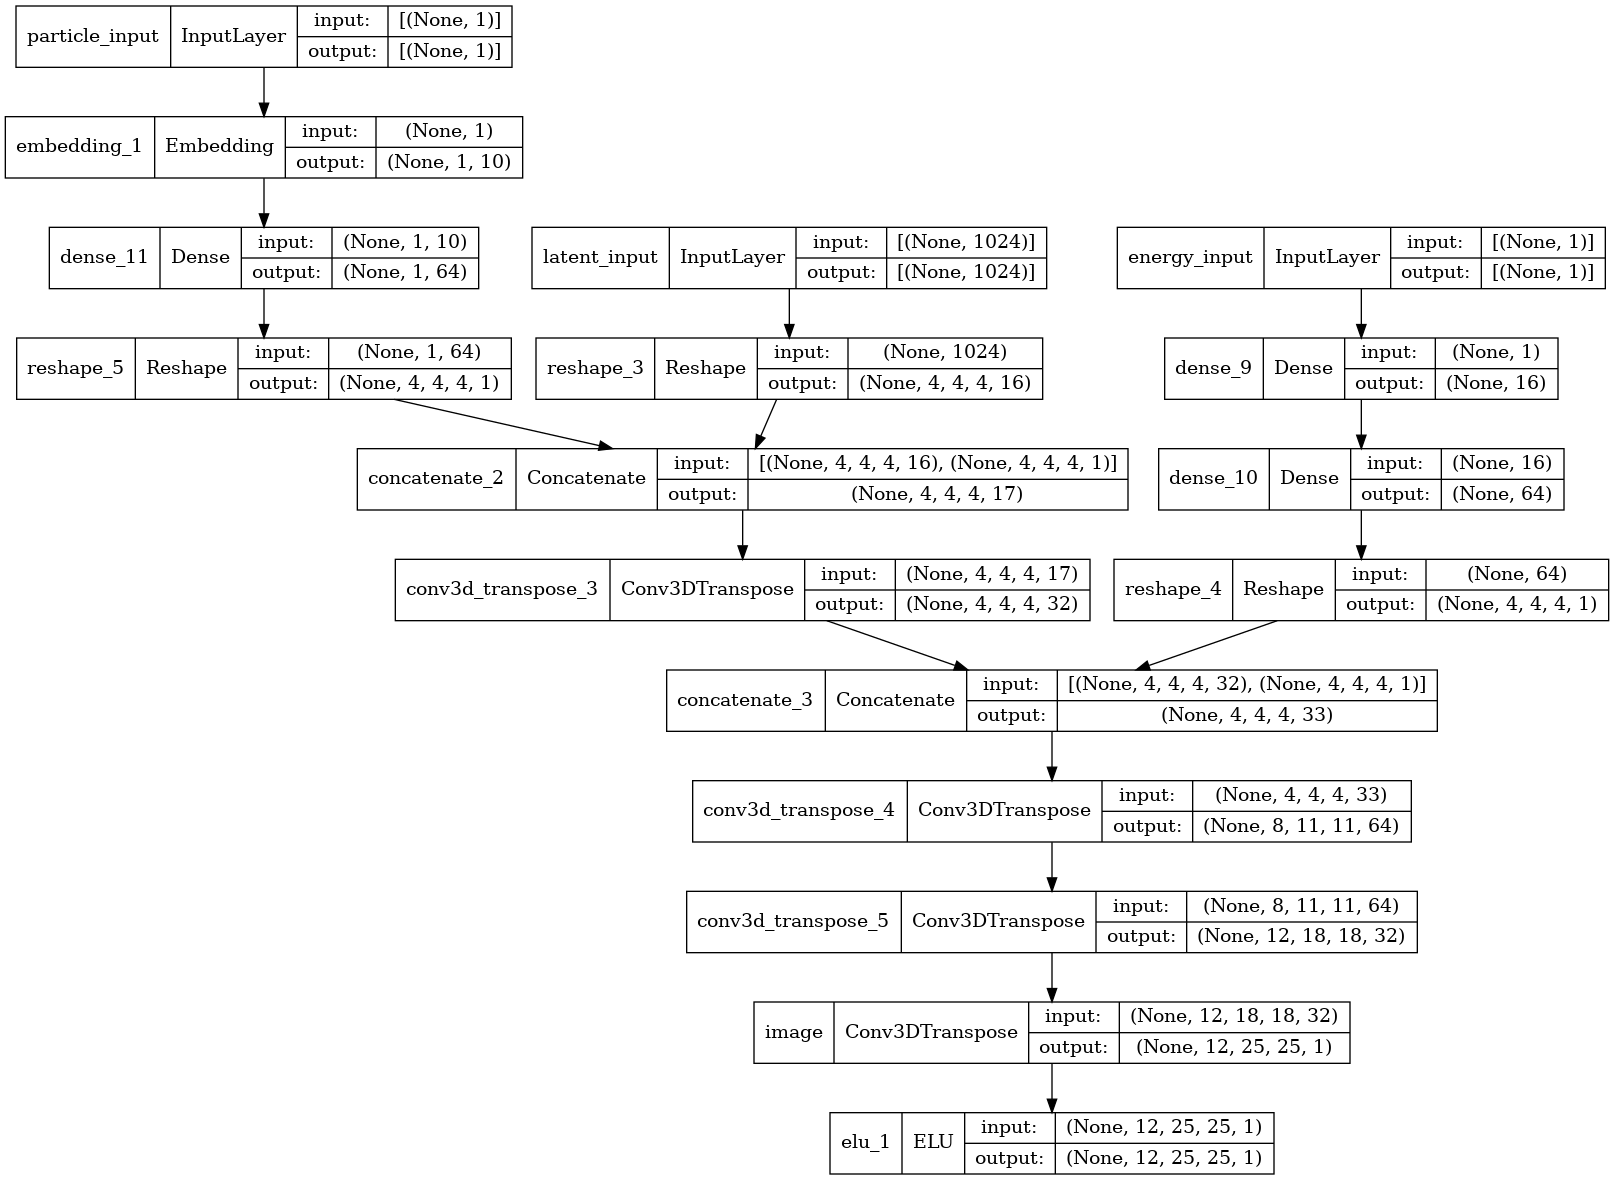 particle_input InputLayer input: [(None, 1)]
output: [(None, 1)]
embedding_1 Embedding input: (None, 1)
output: (None, 1, 10)
dense_11 Dense input: (None, 1, 10)
output: (None, 1, 64)
latent_input InputLayer input: [(None, 1024)]
output: [(None, 1024)]
energy_input InputLayer input: [(None, 1)]
output: [(None, 1)]
reshape_5 Reshape input: (None, 1, 64)
output: (None, 4, 4, 4, 1)
reshape_3 Reshape input: (None, 1024)
output: (None, 4, 4, 4, 16)
dense_9 Dense input: (None, 1)
output: (None, 16)
concatenate_2 Concatenate input: [(None, 4, 4, 4, 16), (None, 4, 4, 4, 1)]
output: (None, 4, 4, 4, 17)
dense_10 Dense input: (None, 16)
output: (None, 64)
conv3d_transpose_3 Conv3DTranspose input: (None, 4, 4, 4, 17)
output: (None, 4, 4, 4, 32)
reshape_4 Reshape input: (None, 64)
output: (None, 4, 4, 4, 1)
concatenate_3 Concatenate input: [(None, 4, 4, 4, 32), (None, 4, 4, 4, 1)]
output: (None, 4, 4, 4, 33)
conv3d_transpose_4 Conv3DTranspose input: (None, 4, 4, 4, 33)
output: (None, 8, 11, 11, 64)
conv3d_transpose_5 Conv3DTranspose input: (None, 8, 11, 11, 64)
output: (None, 12, 18, 18, 32)
image Conv3DTranspose input: (None, 12, 18, 18, 32)
output: (None, 12, 25, 25, 1)
elu_1 ELU input: (None, 12, 25, 25, 1)
output: (None, 12, 25, 25, 1)